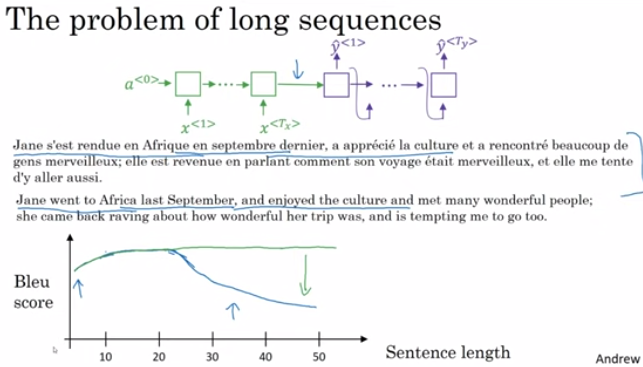 The problem of long sequences
ŷ<1> ŷ<Ty>
a<0>
x<1> x<Tx>
Jane s'est rendue en Afrique en septembre dernier, a apprécié la culture et a rencontré beaucoup de
gens merveilleux; elle est revenue en parlant comment son voyage était merveilleux, et elle me tente
d'y aller aussi.
Jane went to Africa last September, and enjoyed the culture and met many wonderful people;
she came back raving about how wonderful her trip was, and is tempting me to go too.
Bleu
score
10 20 30 40 50
Sentence length
Andrew